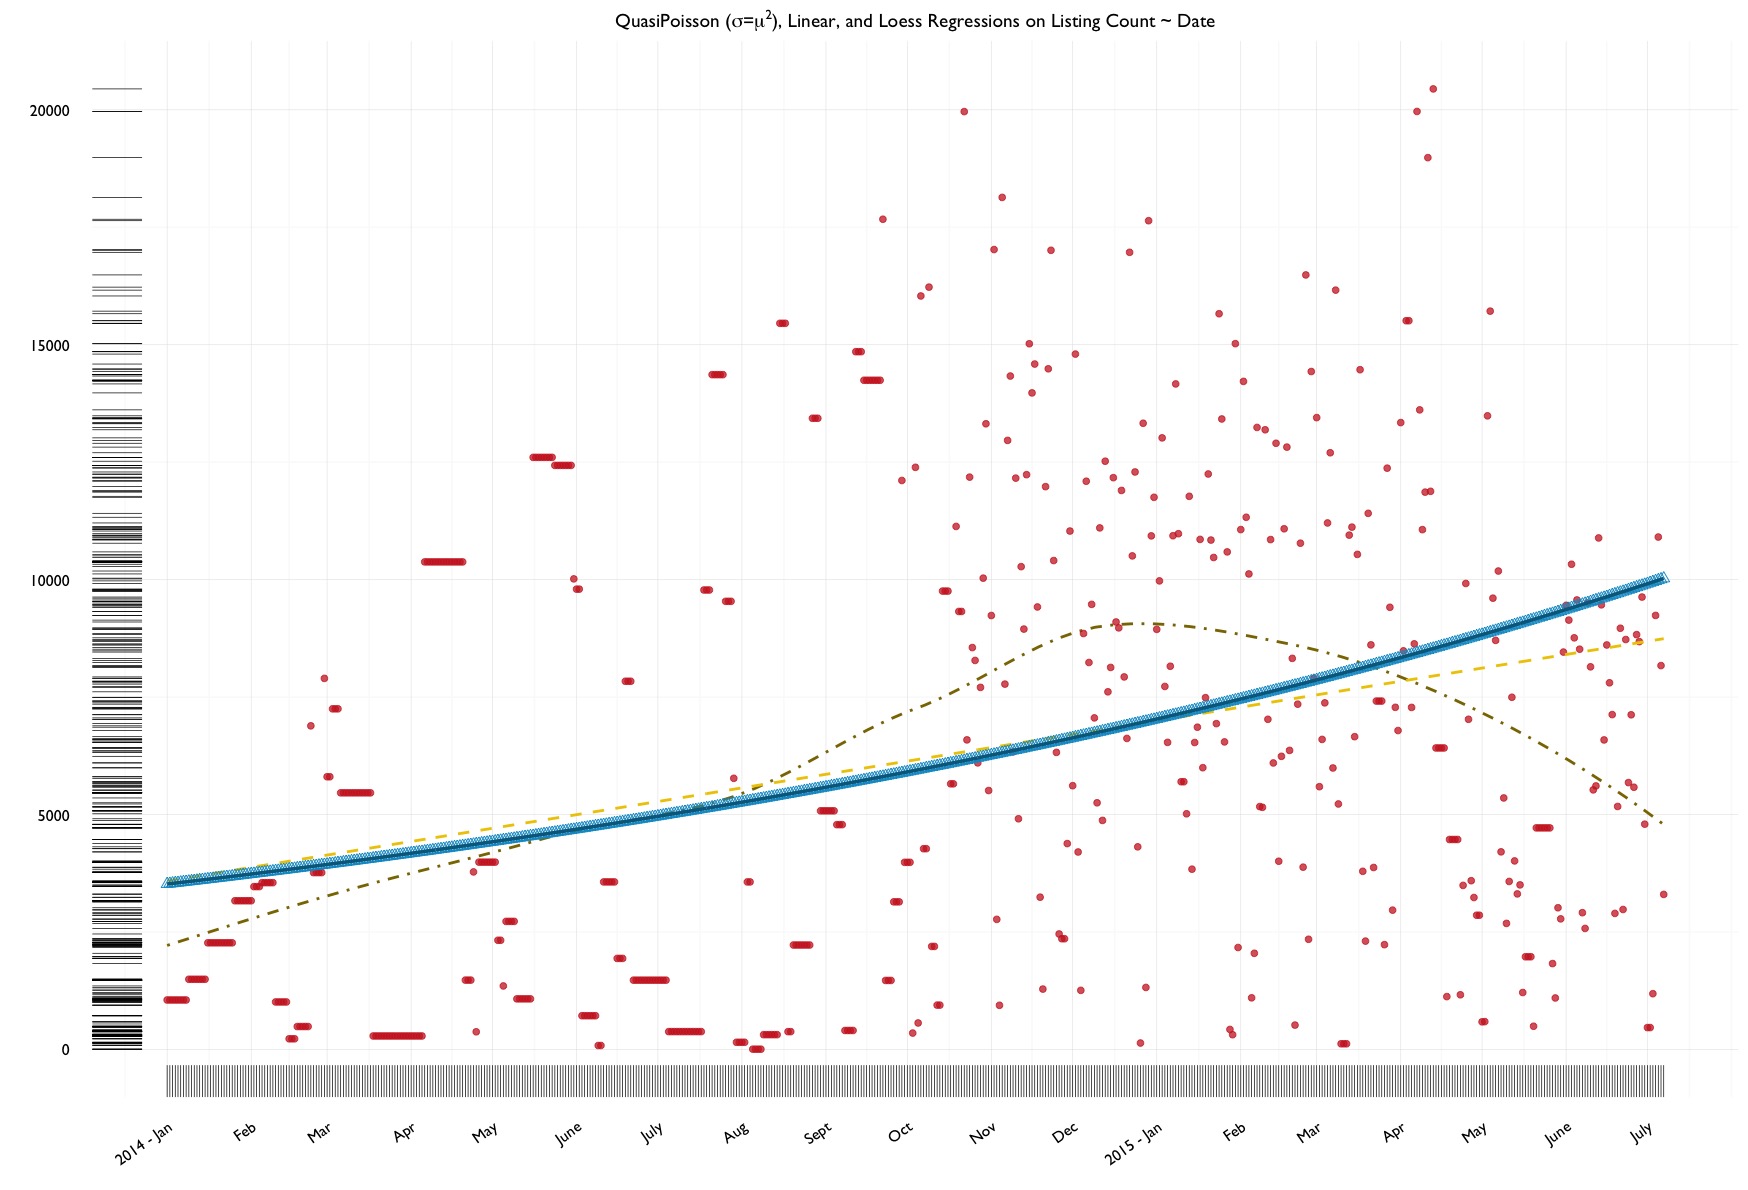 QuasiPoisson (σ=μ²), Linear, and Loess Regressions on Listing Count ~ Date
20000
15000
10000
5000
0
2014 - Jan
Feb
Mar
Apr
May
June
July
Aug
Sept
Oct
Nov
Dec
2015 - Jan
Feb
Mar
Apr
May
June
July